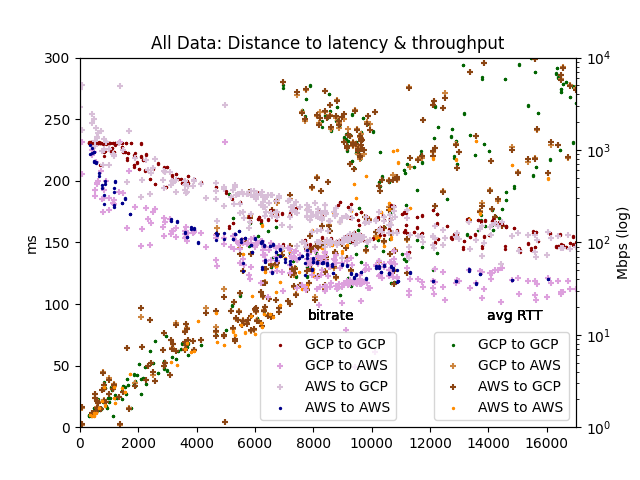 All Data: Distance to latency & throughput
300
250
200
150
100
50
0
ms
0 2000 4000 6000 8000 10000 12000 14000 16000
10^4
10^3
10^2
10^1
10^0
Mbps (log)
bitrate
GCP to GCP
GCP to AWS
AWS to GCP
AWS to AWS
avg RTT
GCP to GCP
GCP to AWS
AWS to GCP
AWS to AWS